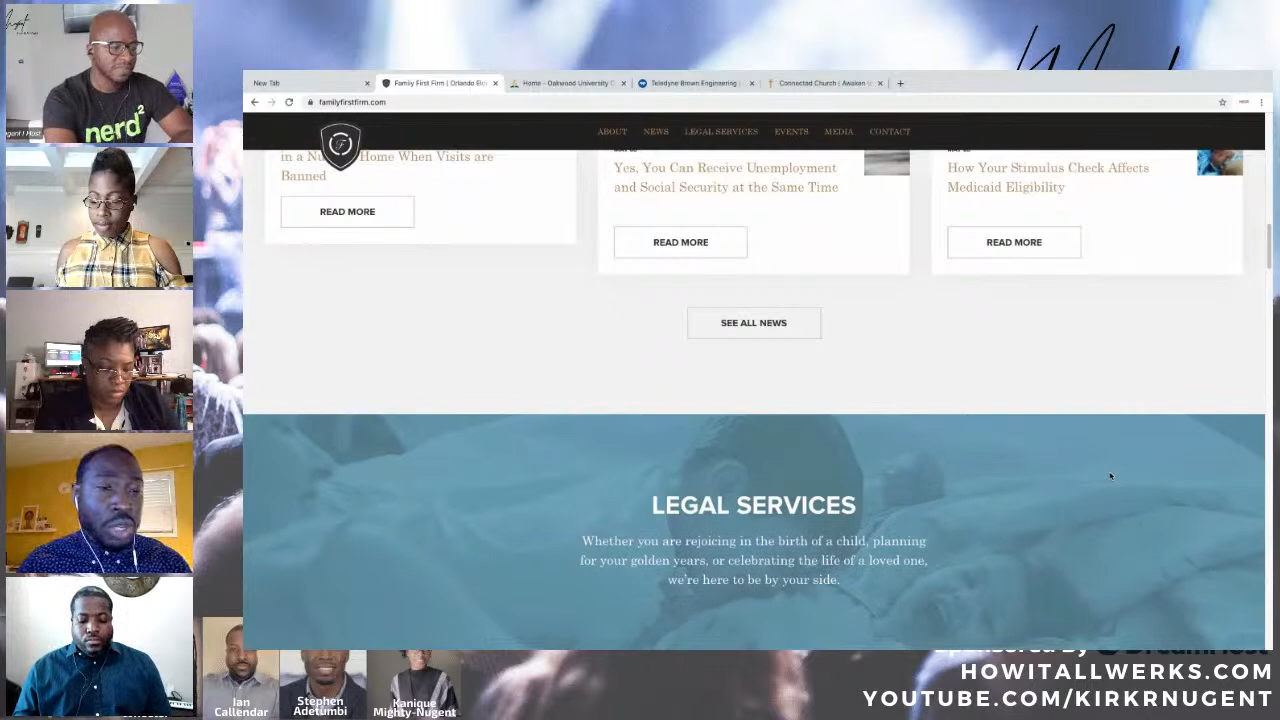 nerd²
New Tab
Family First Firm | Orlando Elde
Home - Oakwood University C
Teledyne Brown Engineering |
Connected Church | Awaken
familyfirstfirm.com
ABOUT
NEWS
LEGAL SERVICES
EVENTS
MEDIA
CONTACT
F
Home When Visits are
Banned
READ MORE
Yes, You Can Receive Unemployment
and Social Security at the Same Time
READ MORE
How Your Stimulus Check Affects
Medicaid Eligibility
READ MORE
SEE ALL NEWS
LEGAL SERVICES
Whether you are rejoicing in the birth of a child, planning
for your golden years, or celebrating the life of a loved one,
we're here to be by your side.
Ian
Callendar
Stephen
Adetumbi
Kanique
Mighty-Nugent
HOWITALLWERKS.COM
YOUTUBE.COM/KIRKRNUGENT